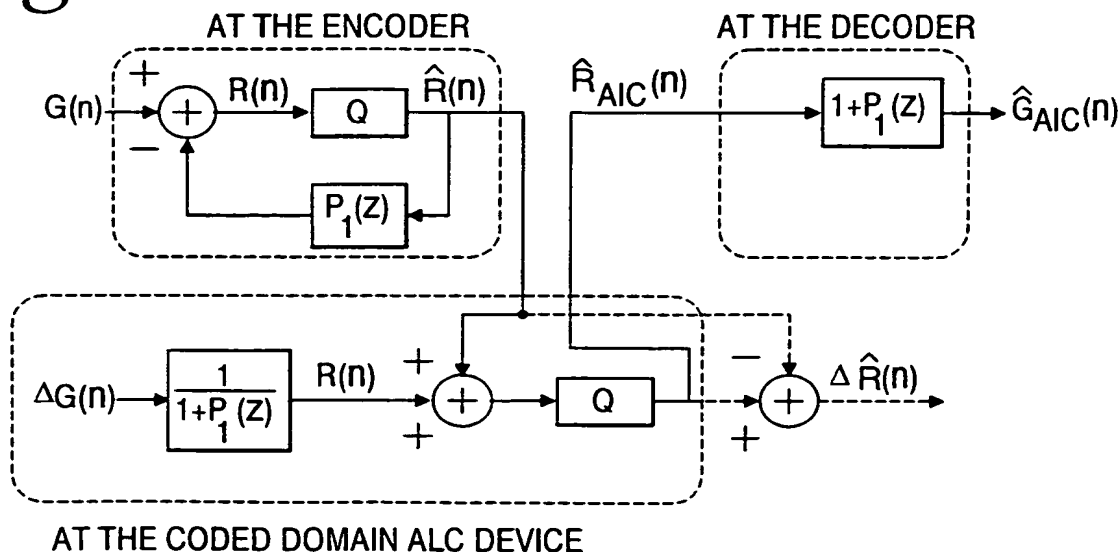 g
AT THE ENCODER
AT THE DECODER
+
G(n)
+
−
R(n)
Q
R̂(n)
P₁(Z)
R̂AIC(n)
1+P₁(Z)
ĜAIC(n)
ΔG(n)
1
1+P₁(Z)
R(n)
+
+
+
Q
−
+
+
Δ R̂(n)
AT THE CODED DOMAIN ALC DEVICE